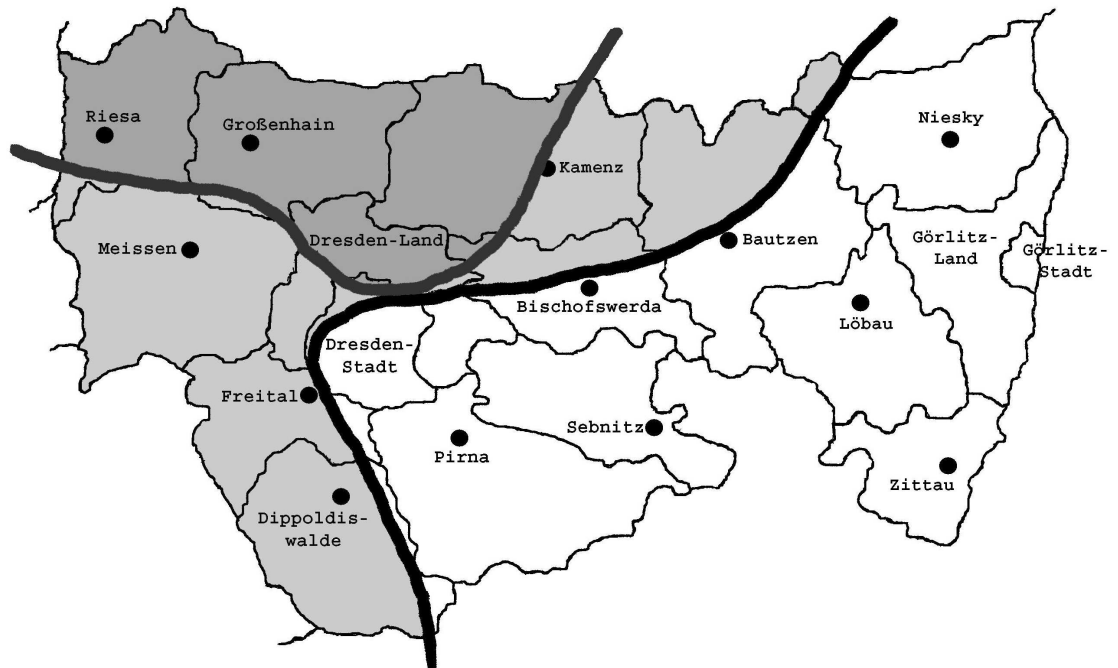 Riesa
Großenhain
Niesky
Kamenz
Meissen
Dresden-Land
Bautzen
Görlitz-
Land
Görlitz-
Stadt
Bischofswerda
Löbau
Dresden-
Stadt
Freital
Sebnitz
Pirna
Zittau
Dippoldis-
walde